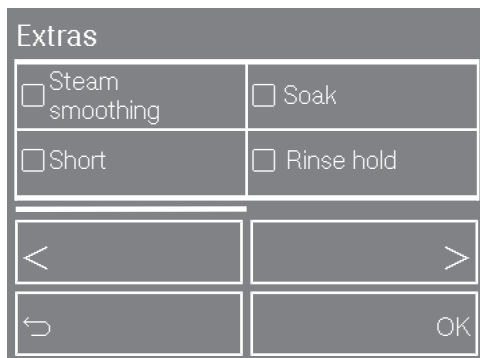 Extras
Steam
smoothing
Soak
Short
Rinse hold
< >
OK